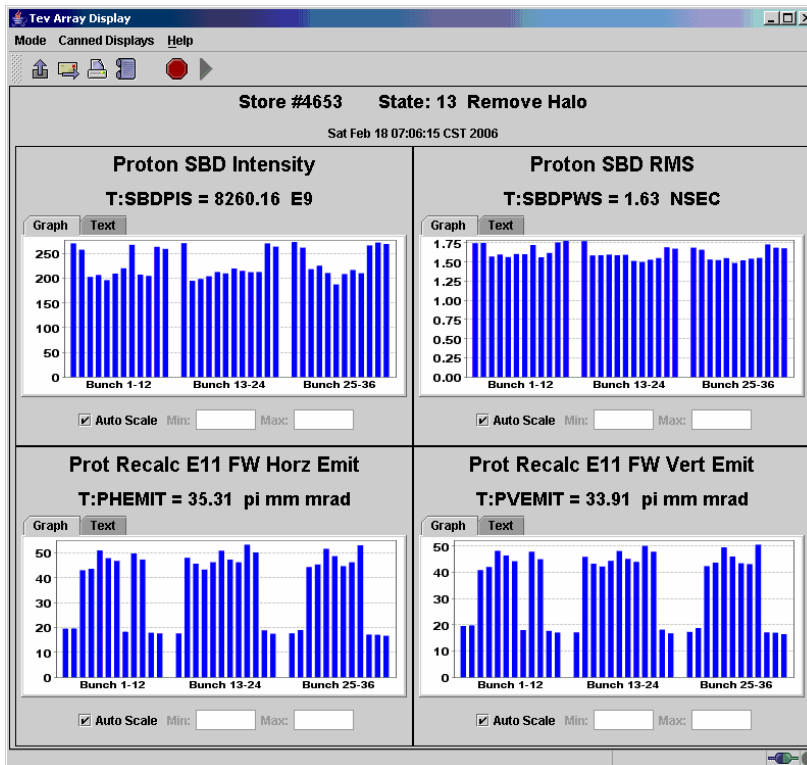 Tev Array Display
Mode Canned Displays Help
Store #4653 State: 13 Remove Halo
Sat Feb 18 07:06:15 CST 2006
Proton SBD Intensity
T:SBDPIS = 8260.16 E9
Graph Text
250
200
150
100
50
0
Bunch 1-12 Bunch 13-24 Bunch 25-36
Auto Scale Min: Max:
Proton SBD RMS
T:SBDPWS = 1.63 NSEC
Graph Text
1.75
1.50
1.25
1.00
0.75
0.50
0.25
0.00
Bunch 1-12 Bunch 13-24 Bunch 25-36
Auto Scale Min: Max:
Prot Recalc E11 FW Horz Emit
T:PHEMIT = 35.31 pi mm mrad
Graph Text
50
40
30
20
10
0
Bunch 1-12 Bunch 13-24 Bunch 25-36
Auto Scale Min: Max:
Prot Recalc E11 FW Vert Emit
T:PVEMIT = 33.91 pi mm mrad
Graph Text
50
40
30
20
10
0
Bunch 1-12 Bunch 13-24 Bunch 25-36
Auto Scale Min: Max: